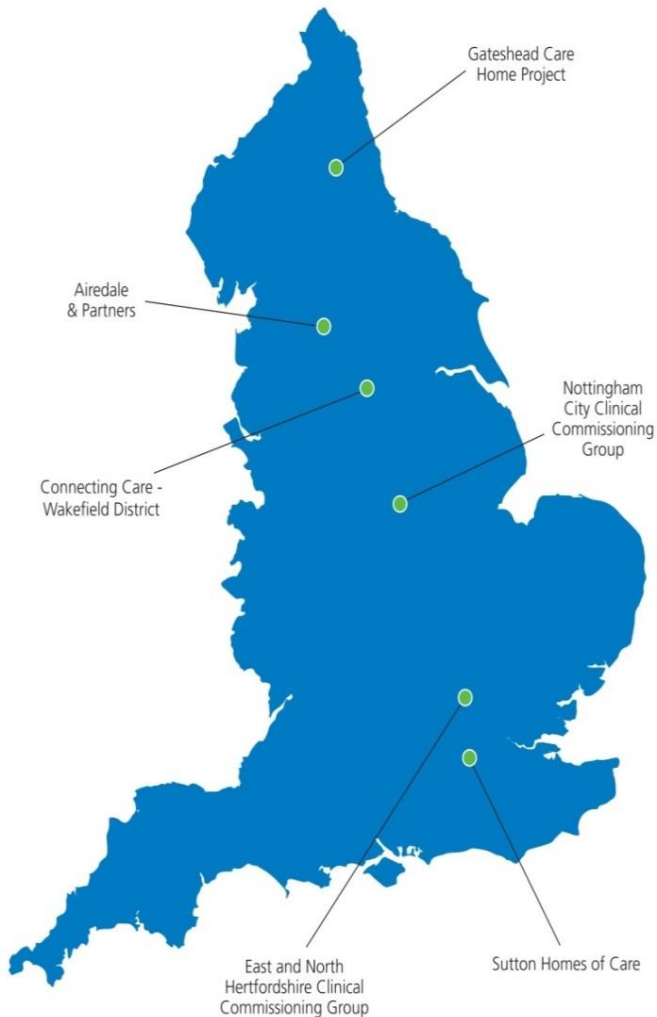 Gateshead Care
Home Project
Airedale
& Partners
Nottingham
City Clinical
Commissioning
Group
Connecting Care -
Wakefield District
East and North
Hertfordshire Clinical
Commissioning Group
Sutton Homes of Care